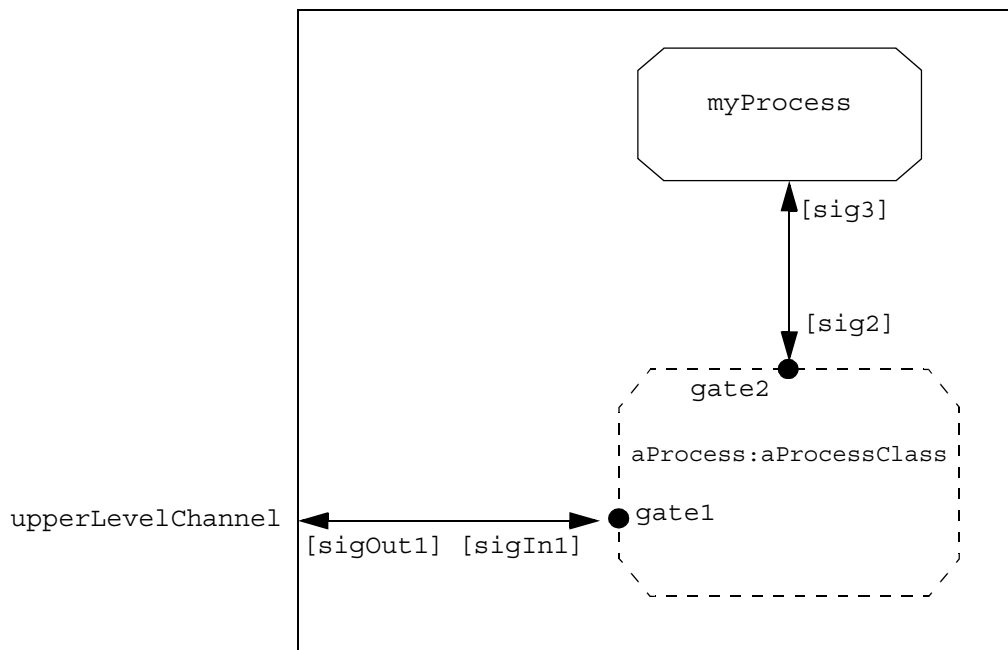 myProcess
[sig3]
[sig2]
gate2
aProcess:aProcessClass
upperLevelChannel
gate1
[sigOut1] [sigIn1]